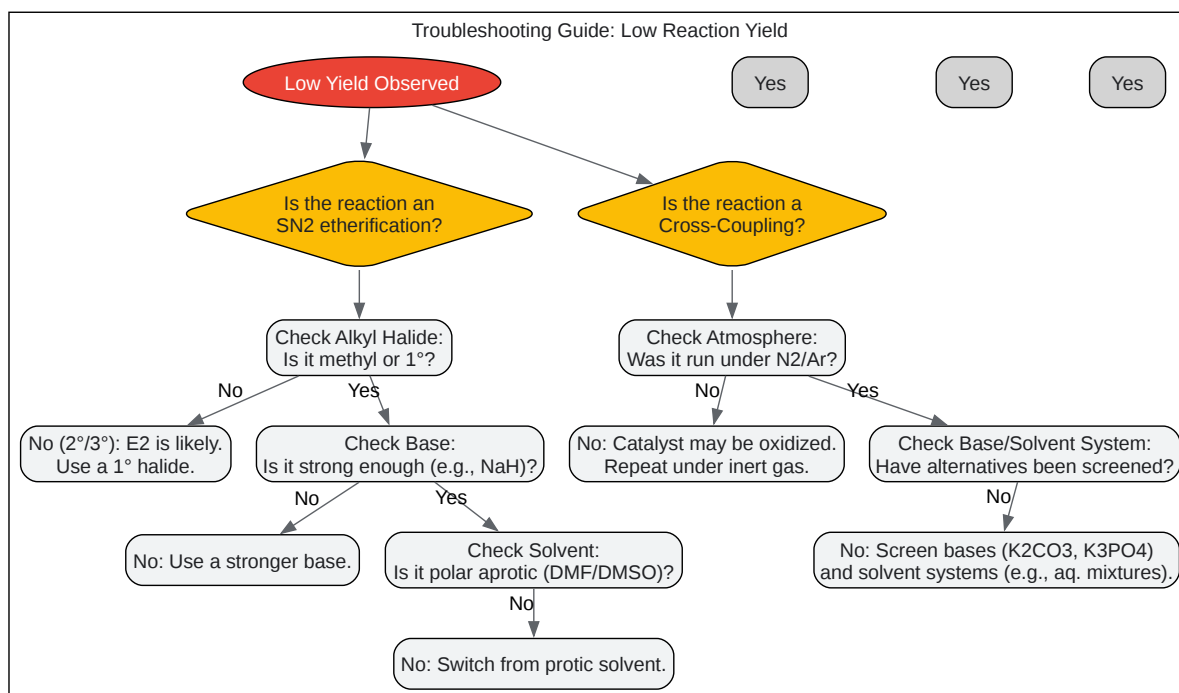 Troubleshooting Guide: Low Reaction Yield
Low Yield Observed
Yes
Yes
Yes
Is the reaction an
SN2 etherification?
Is the reaction a
Cross-Coupling?
Check Alkyl Halide:
Is it methyl or 1°?
Check Atmosphere:
Was it run under N2/Ar?
No
Yes
No
Yes
No (2°/3°): E2 is likely.
Use a 1° halide.
Check Base:
Is it strong enough (e.g., NaH)?
No: Catalyst may be oxidized.
Repeat under inert gas.
Check Base/Solvent System:
Have alternatives been screened?
No
Yes
No
No: Use a stronger base.
Check Solvent:
Is it polar aprotic (DMF/DMSO)?
No: Screen bases (K2CO3, K3PO4)
and solvent systems (e.g., aq. mixtures).
No
No: Switch from protic solvent.